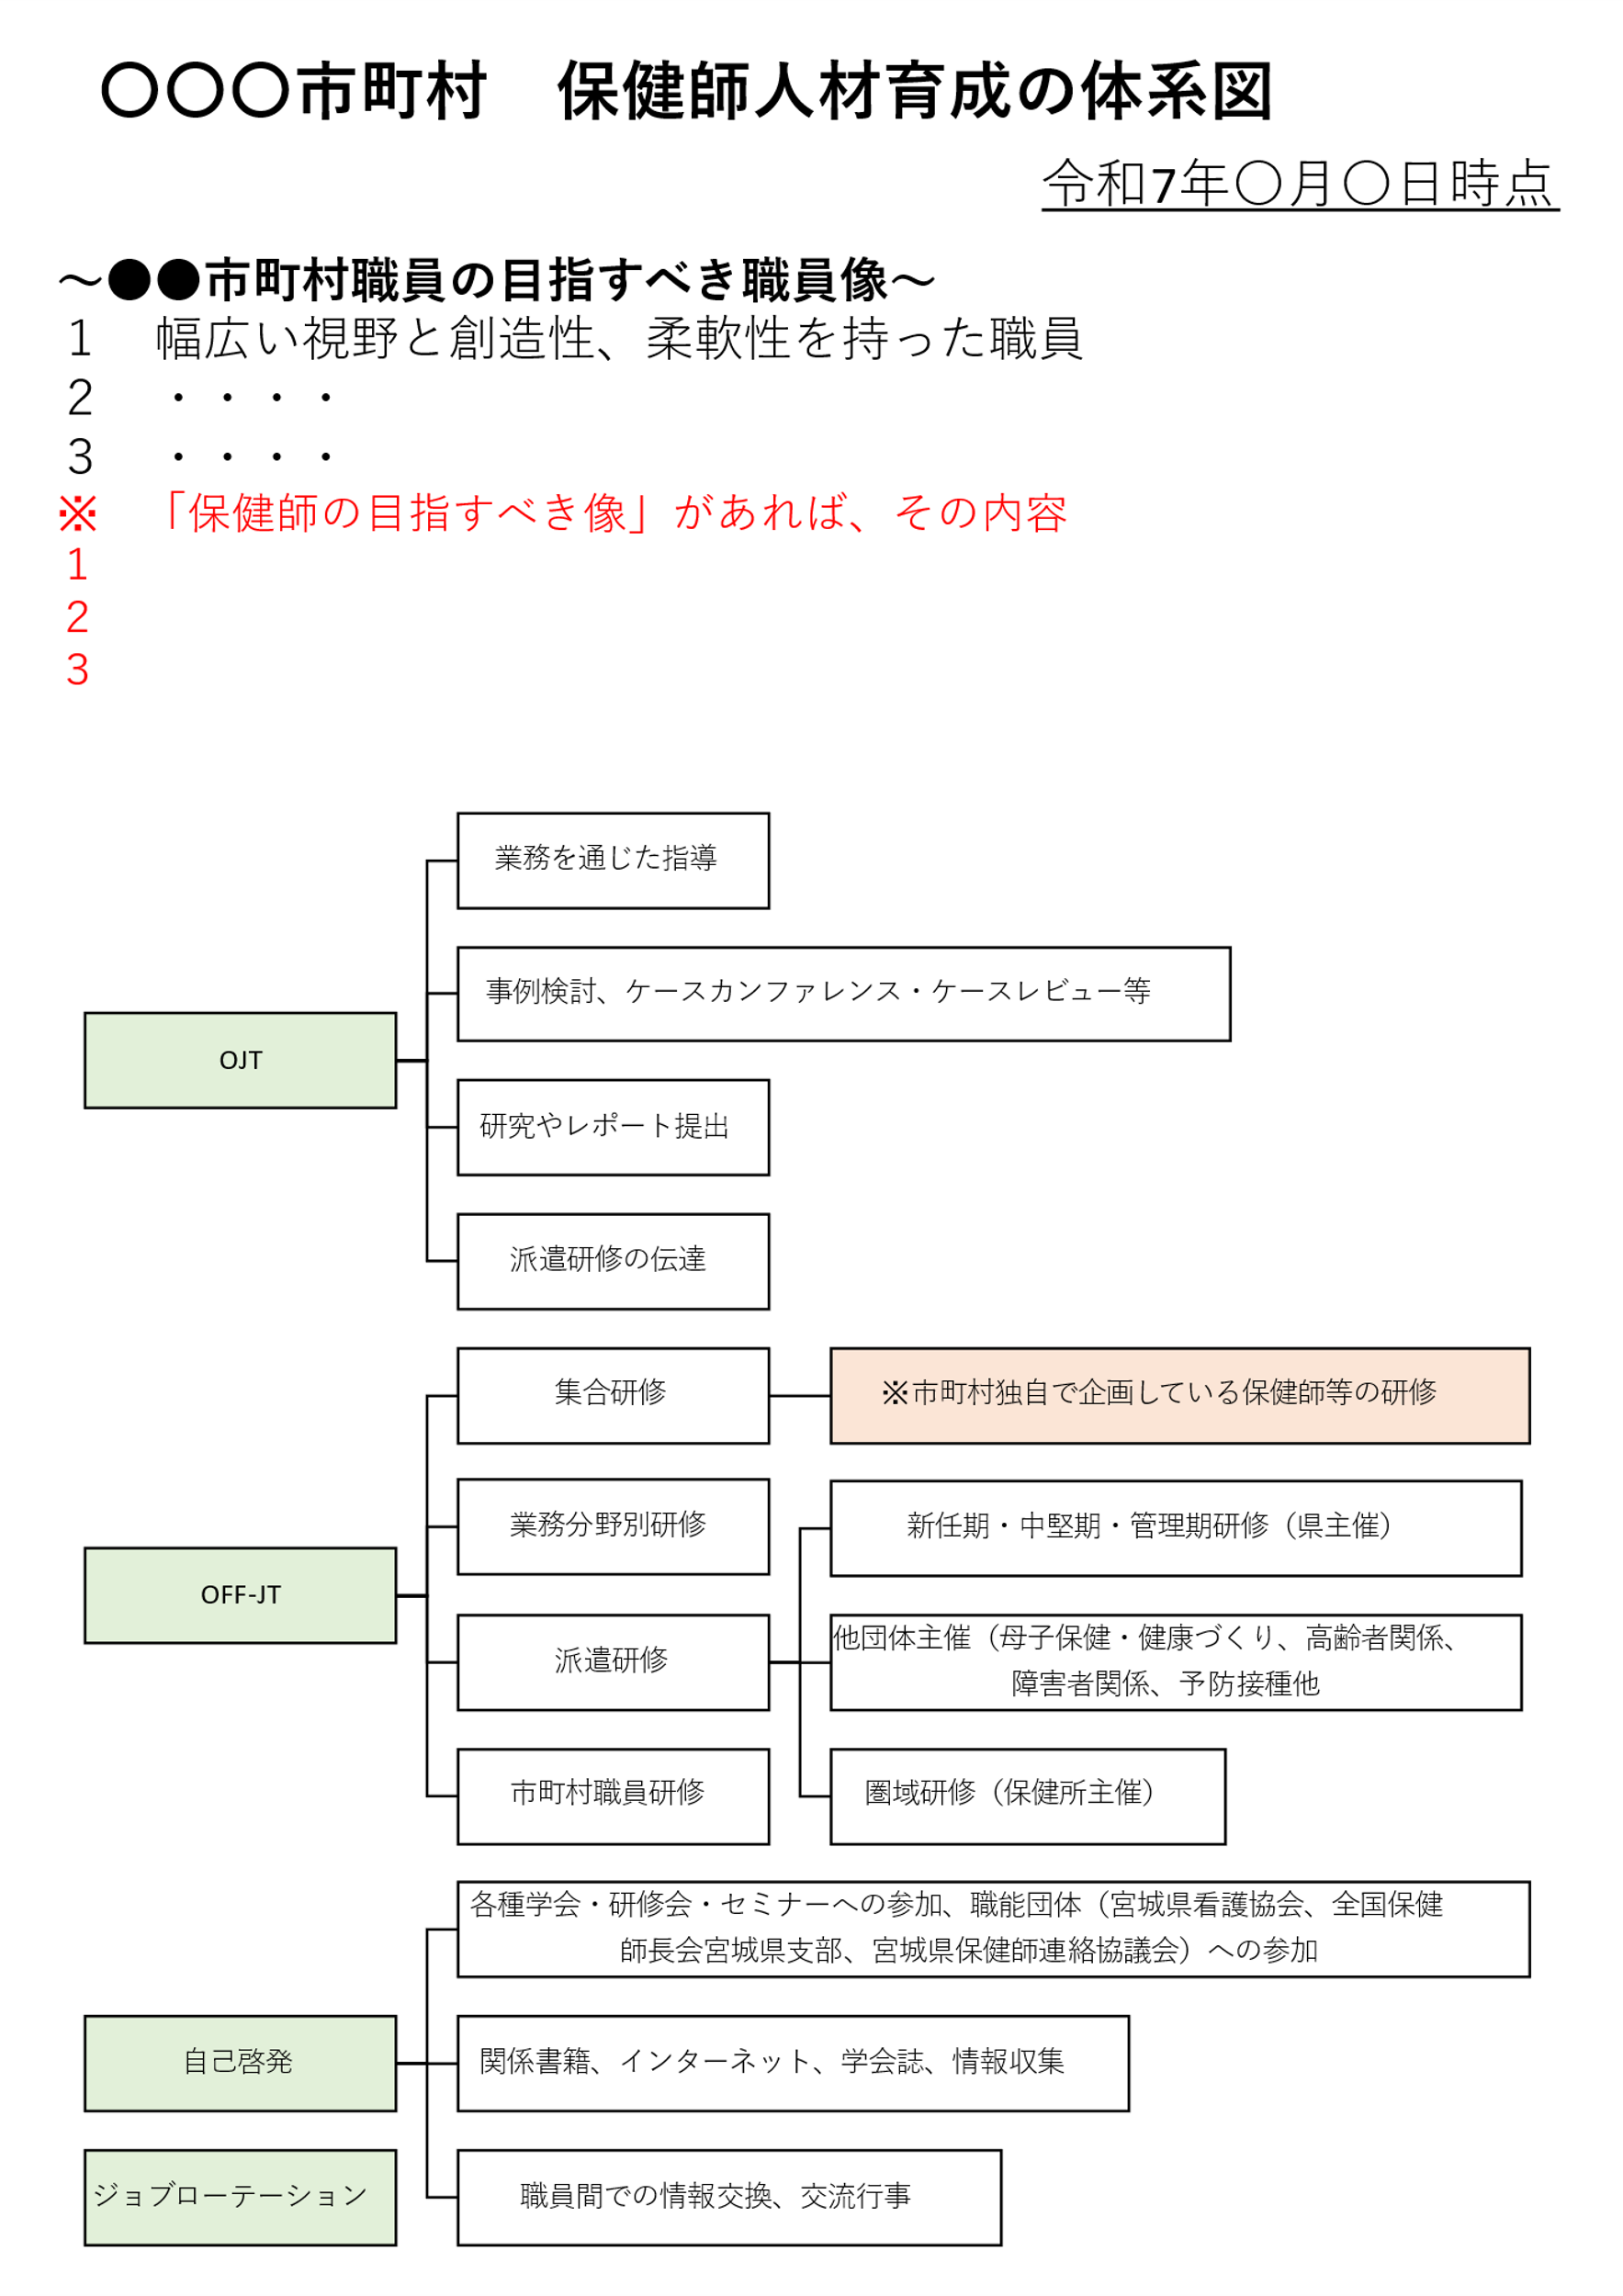 〇〇〇市町村　保健師人材育成の体系図
令和7年〇月〇日時点
～●●市町村職員の目指すべき職員像～
1　幅広い視野と創造性、柔軟性を持った職員
2　・・・・
3　・・・・
※　「保健師の目指すべき像」があれば、その内容
1
2
3
業務を通じた指導
事例検討、ケースカンファレンス・ケースレビュー等
OJT
研究やレポート提出
派遣研修の伝達
集合研修
※市町村独自で企画している保健師等の研修
業務分野別研修
新任期・中堅期・管理期研修（県主催）
OFF-JT
派遣研修
他団体主催（母子保健・健康づくり、高齢者関係、
障害者関係、予防接種他
市町村職員研修
圏域研修（保健所主催）
各種学会・研修会・セミナーへの参加、職能団体（宮城県看護協会、全国保健
師長会宮城県支部、宮城県保健師連絡協議会）への参加
自己啓発
関係書籍、インターネット、学会誌、情報収集
ジョブローテーション
職員間での情報交換、交流行事